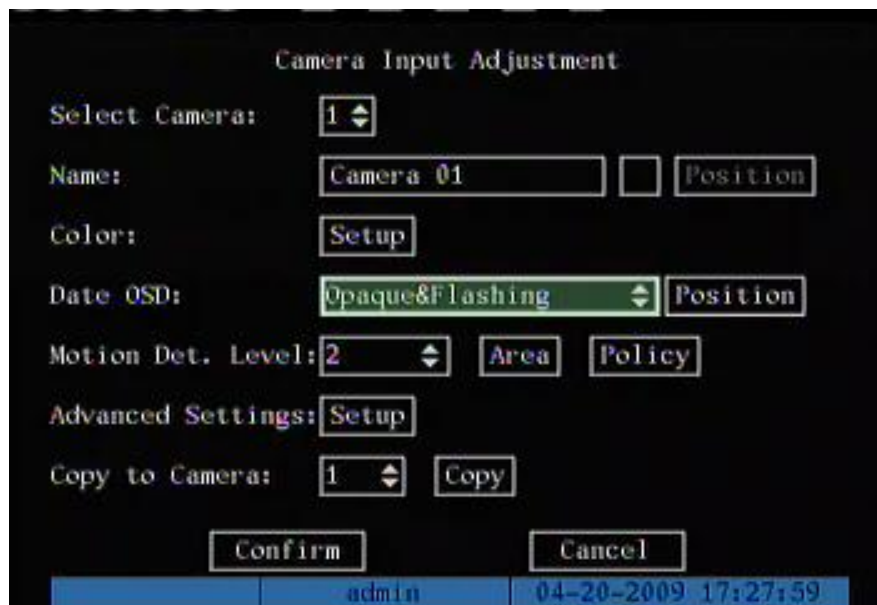 Camera Input Adjustment
Select Camera: 1
Name: Camera 01 Position
Color: Setup
Date OSD: Opaque&Flashing Position
Motion Det. Level: 2 Area Policy
Advanced Settings: Setup
Copy to Camera: 1 Copy
Confirm Cancel
admin 04-20-2009 17:27:59